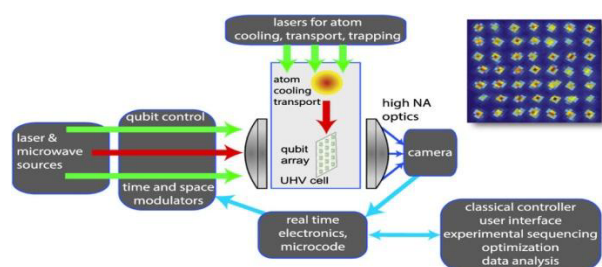 lasers for atom
cooling, transport, trapping
atom
cooling
transport
high NA
optics
qubit control
laser &
microwave
sources
qubit
array
UHV cell
camera
time and space
modulators
real time
electronics,
microcode
classical controller
user interface
experimental sequencing
optimization
data analysis